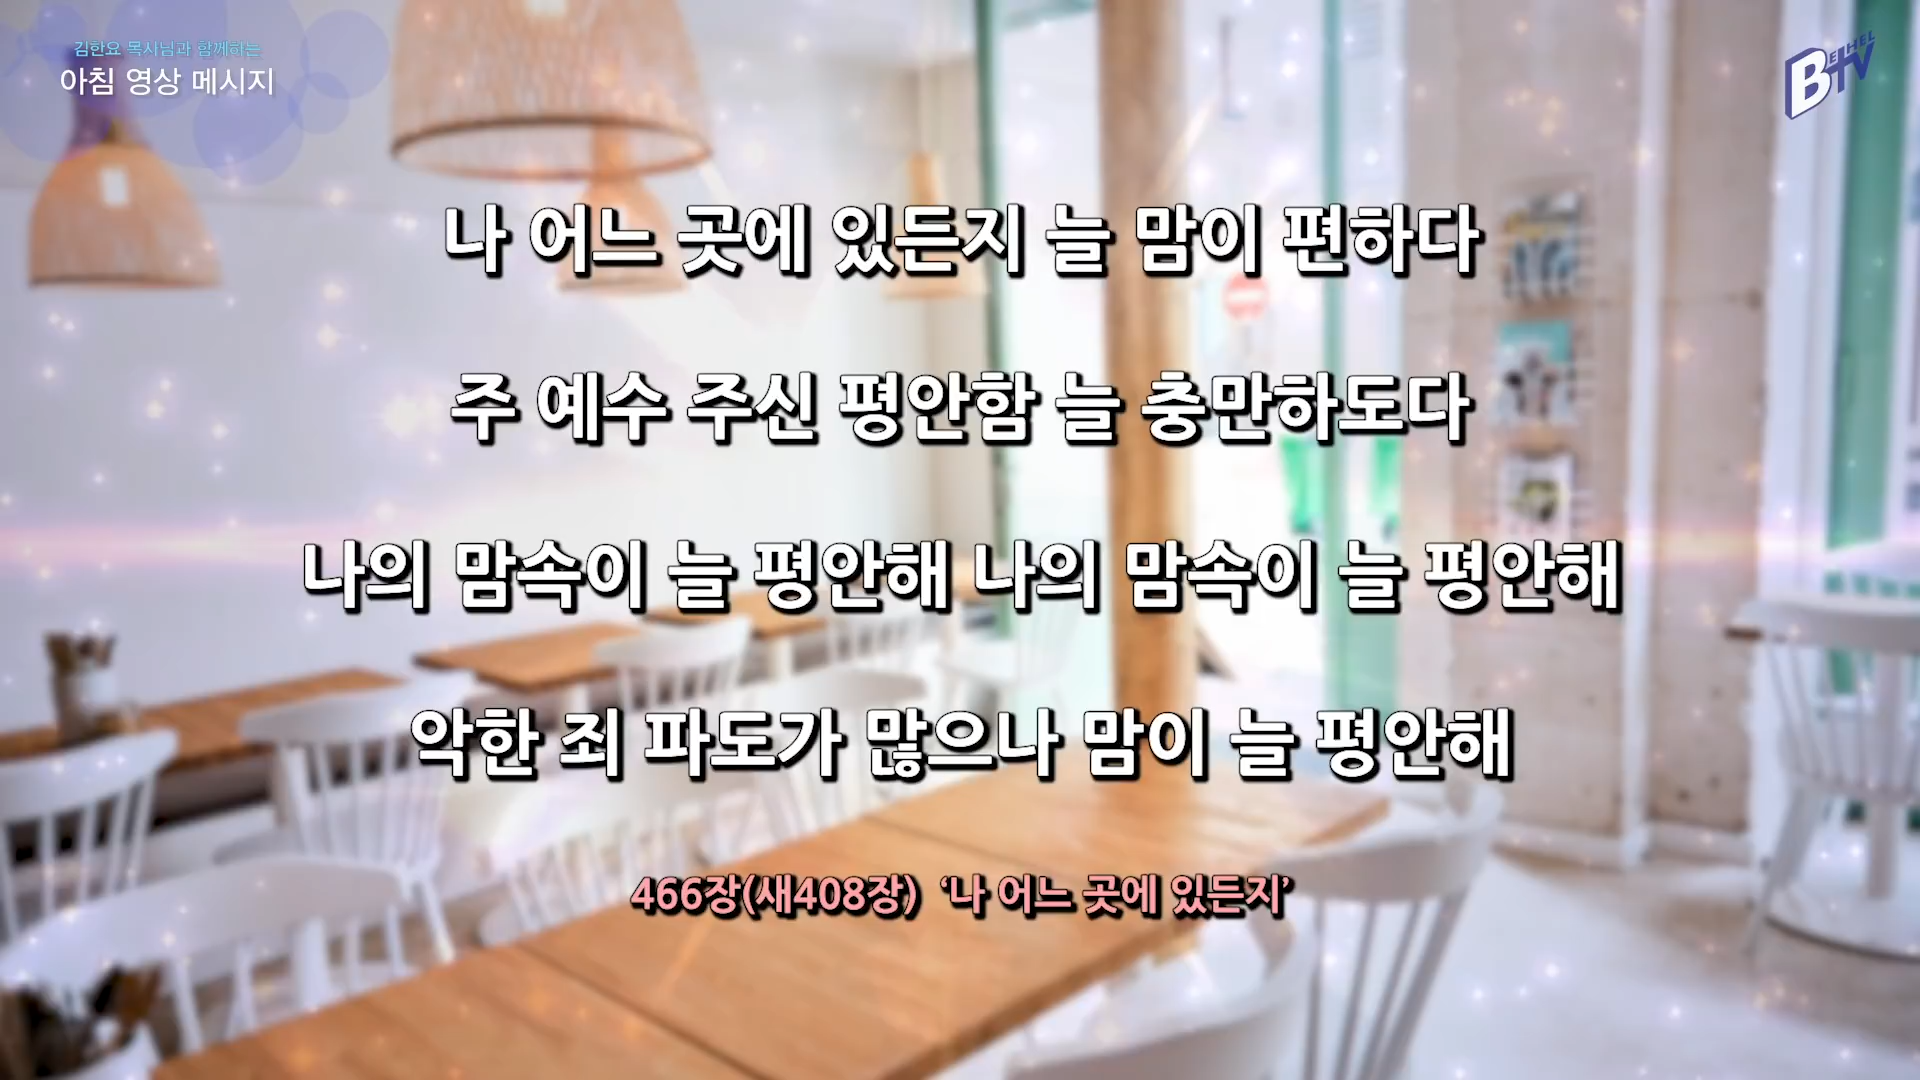 김한요 목사님과 함께하는
아침 영상 메시지
BETHEL TV
나 어느 곳에 있든지 늘 맘이 편하다
주 예수 주신 평안함 늘 충만하도다
나의 맘속이 늘 평안해 나의 맘속이 늘 평안해
악한 죄 파도가 많으나 맘이 늘 평안해
466장(새408장) ‘나 어느 곳에 있든지’